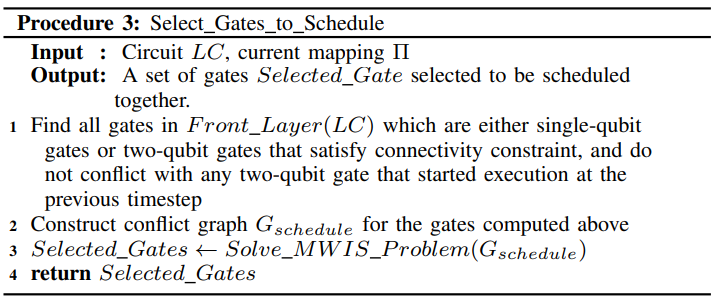 Procedure 3: Select_Gates_to_Schedule
Input : Circuit LC, current mapping Π
Output: A set of gates Selected_Gate selected to be scheduled
together.
1 Find all gates in Front_Layer(LC) which are either single-qubit
gates or two-qubit gates that satisfy connectivity constraint, and do
not conflict with any two-qubit gate that started execution at the
previous timestep
2 Construct conflict graph G_schedule for the gates computed above
3 Selected_Gates ← Solve_MWIS_Problem(G_schedule)
4 return Selected_Gates